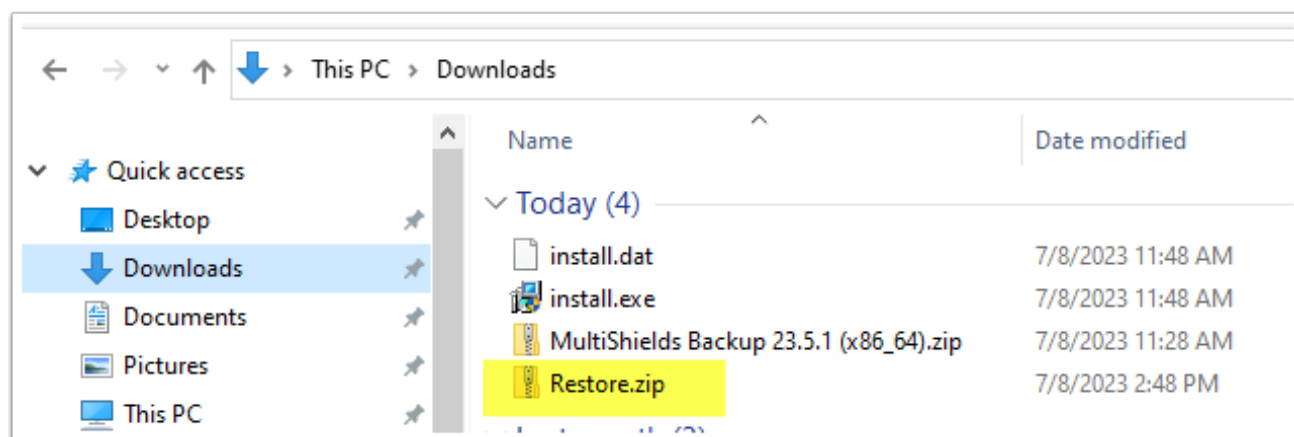 This PC > Downloads
Name
Date modified
Quick access
Today (4)
Desktop
install.dat
7/8/2023 11:48 AM
Downloads
install.exe
7/8/2023 11:48 AM
Documents
MultiShields Backup 23.5.1 (x86_64).zip
7/8/2023 11:28 AM
Pictures
Restore.zip
7/8/2023 2:48 PM
This PC